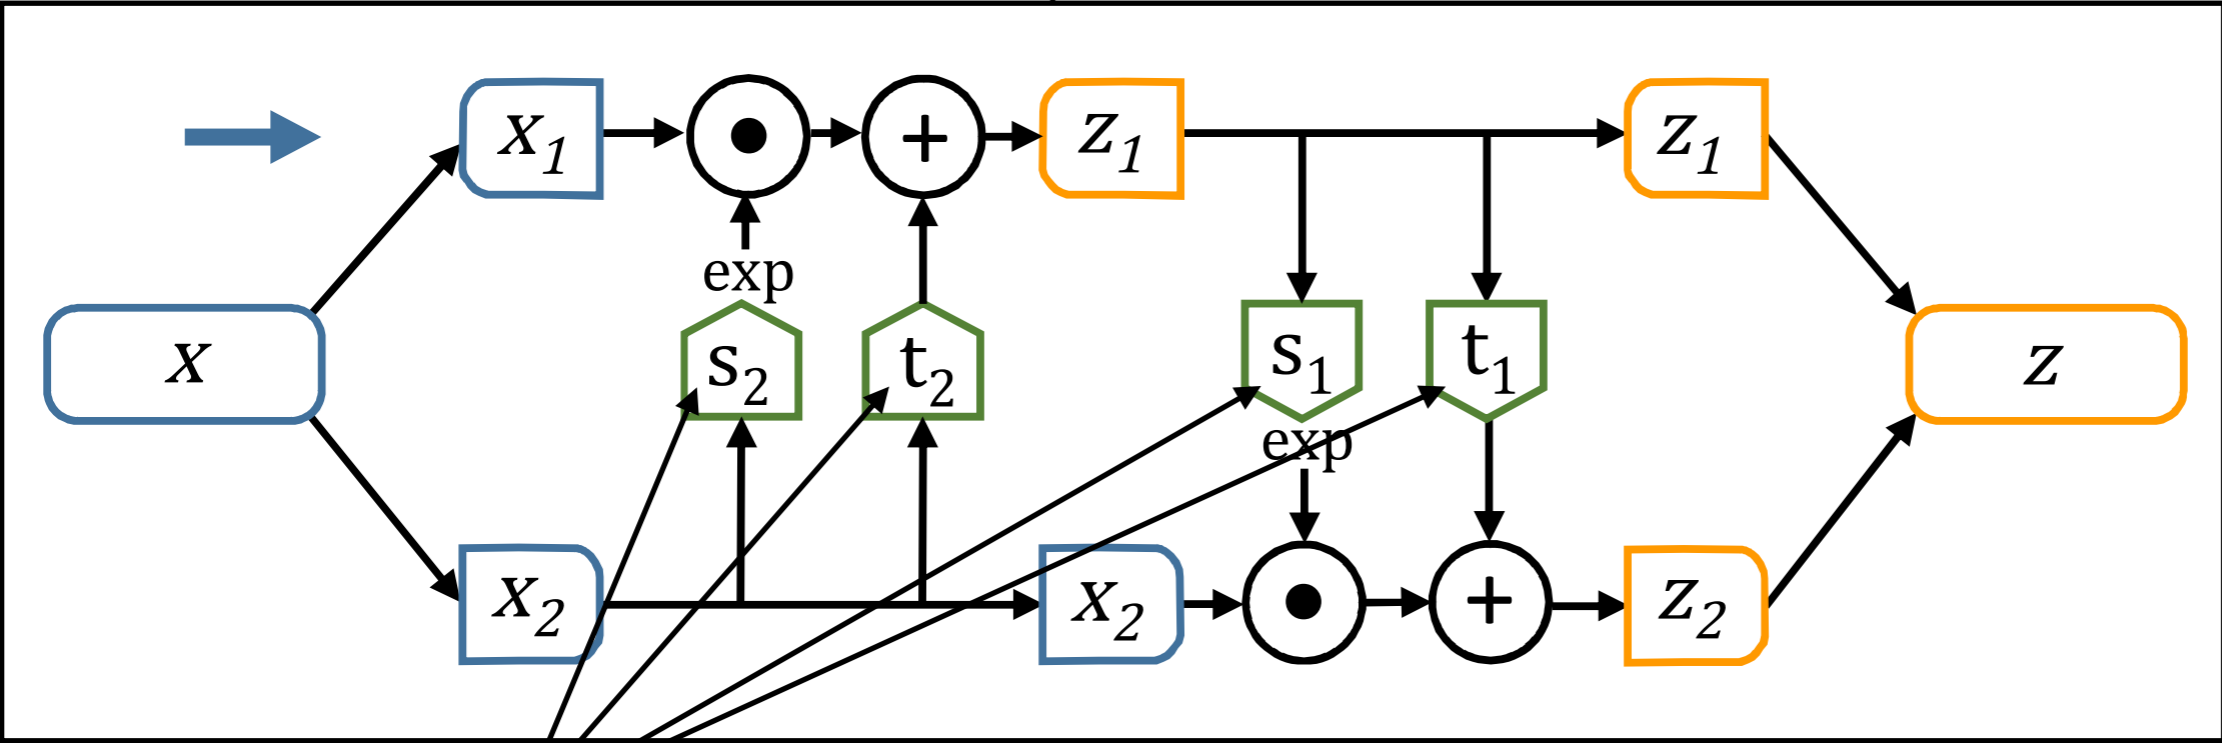 x₁ z₁ z₁
exp
x s₂ t₂ s₁ t₁ z
exp
x₂ x₂ z₂